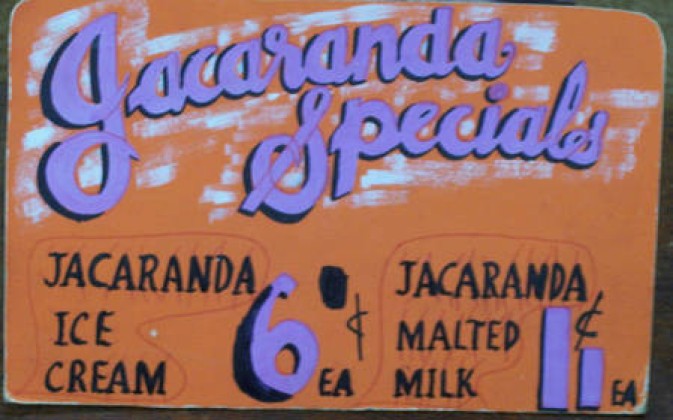 Jacaranda
Specials
JACARANDA
ICE
CREAM
6¢ EA
JACARANDA
MALTED
MILK
11¢ EA